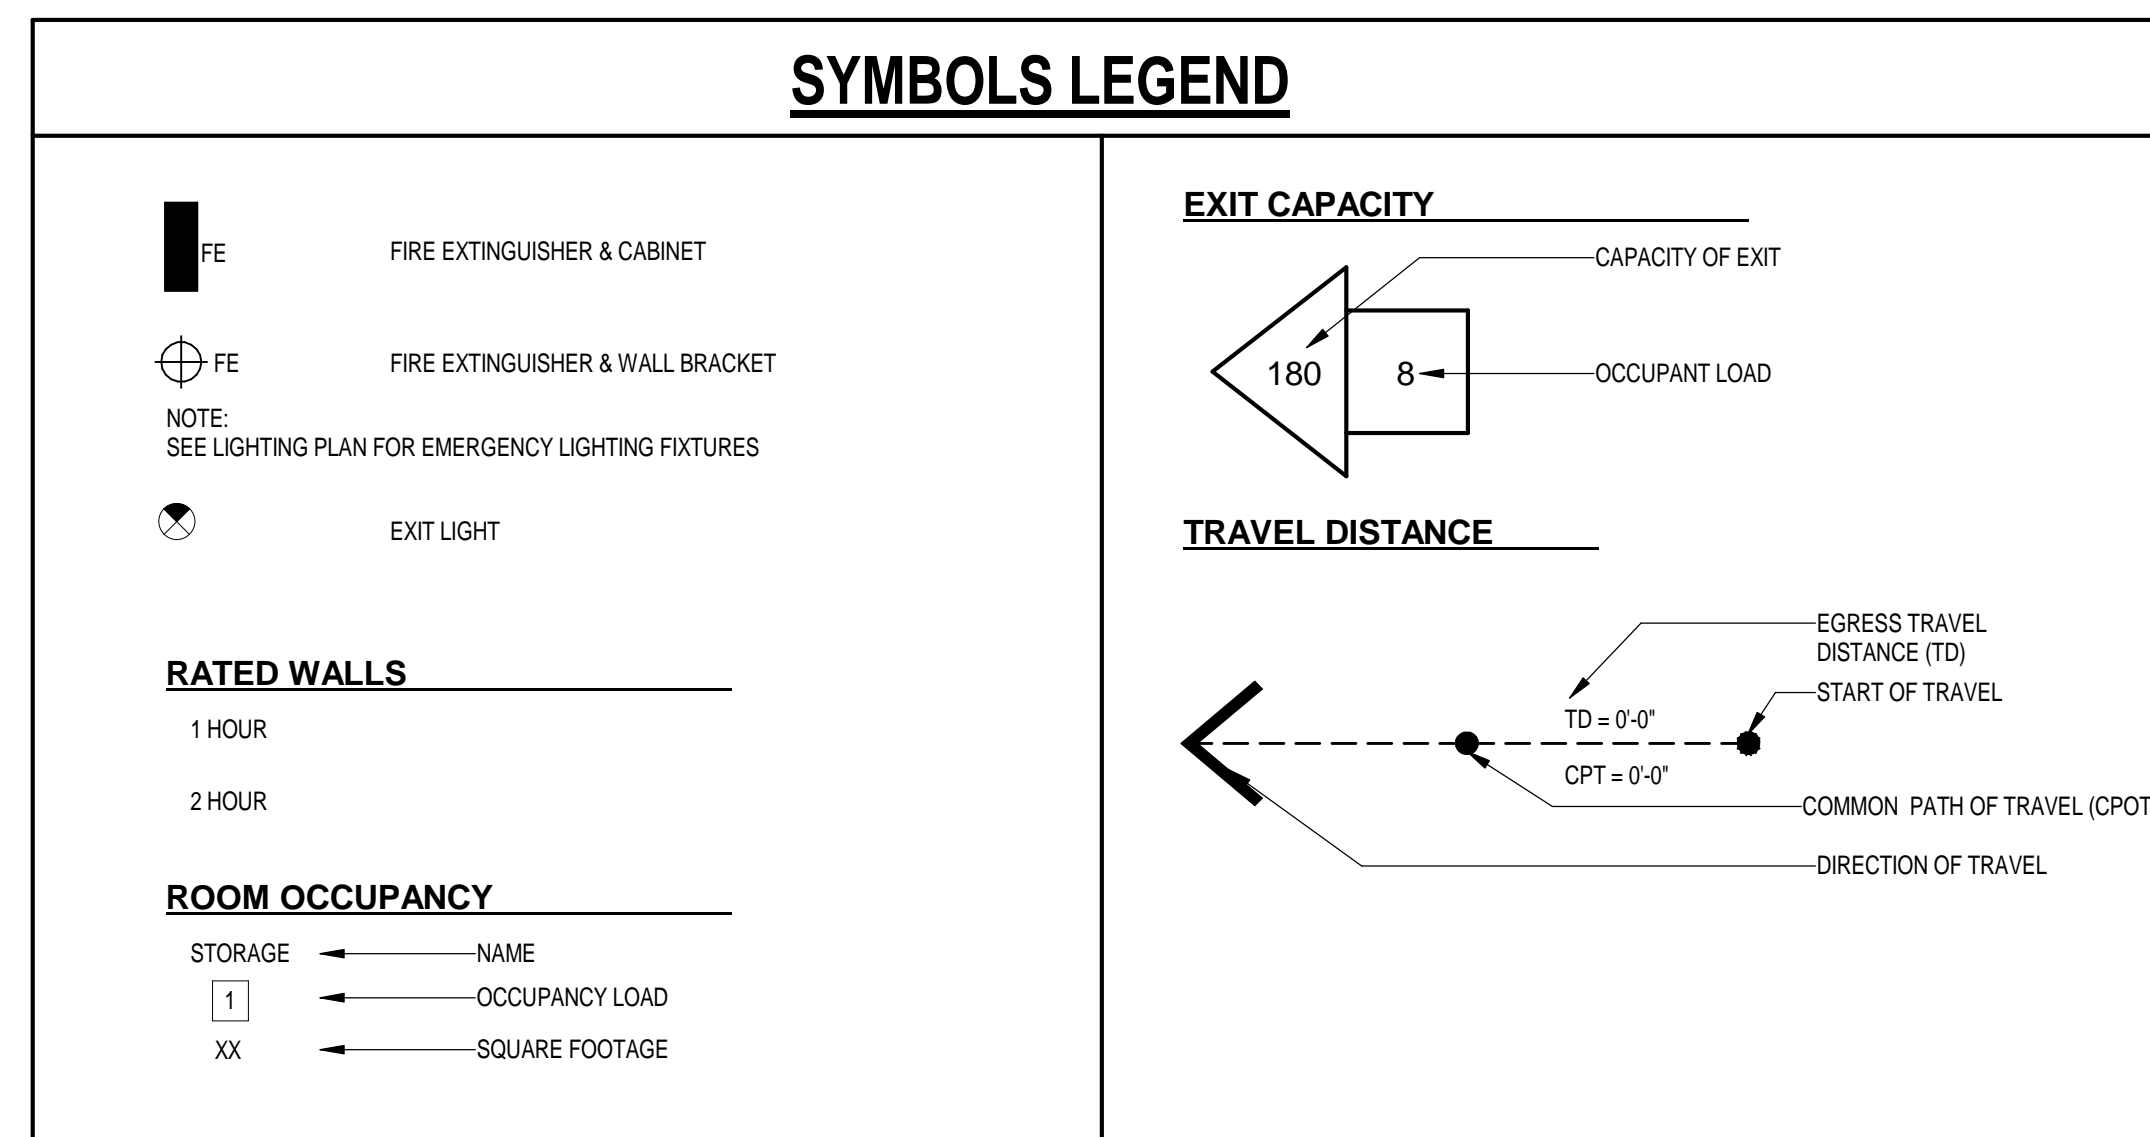 SYMBOLS LEGEND
FE
FIRE EXTINGUISHER & CABINET
FE
FIRE EXTINGUISHER & WALL BRACKET
NOTE:
SEE LIGHTING PLAN FOR EMERGENCY LIGHTING FIXTURES
EXIT LIGHT
RATED WALLS
1 HOUR
2 HOUR
ROOM OCCUPANCY
STORAGE
NAME
1
OCCUPANCY LOAD
XX
SQUARE FOOTAGE
EXIT CAPACITY
CAPACITY OF EXIT
180
8
OCCUPANT LOAD
TRAVEL DISTANCE
EGRESS TRAVEL
DISTANCE (TD)
START OF TRAVEL
TD = 0'-0"
CPT = 0'-0"
COMMON PATH OF TRAVEL (CPOT
DIRECTION OF TRAVEL